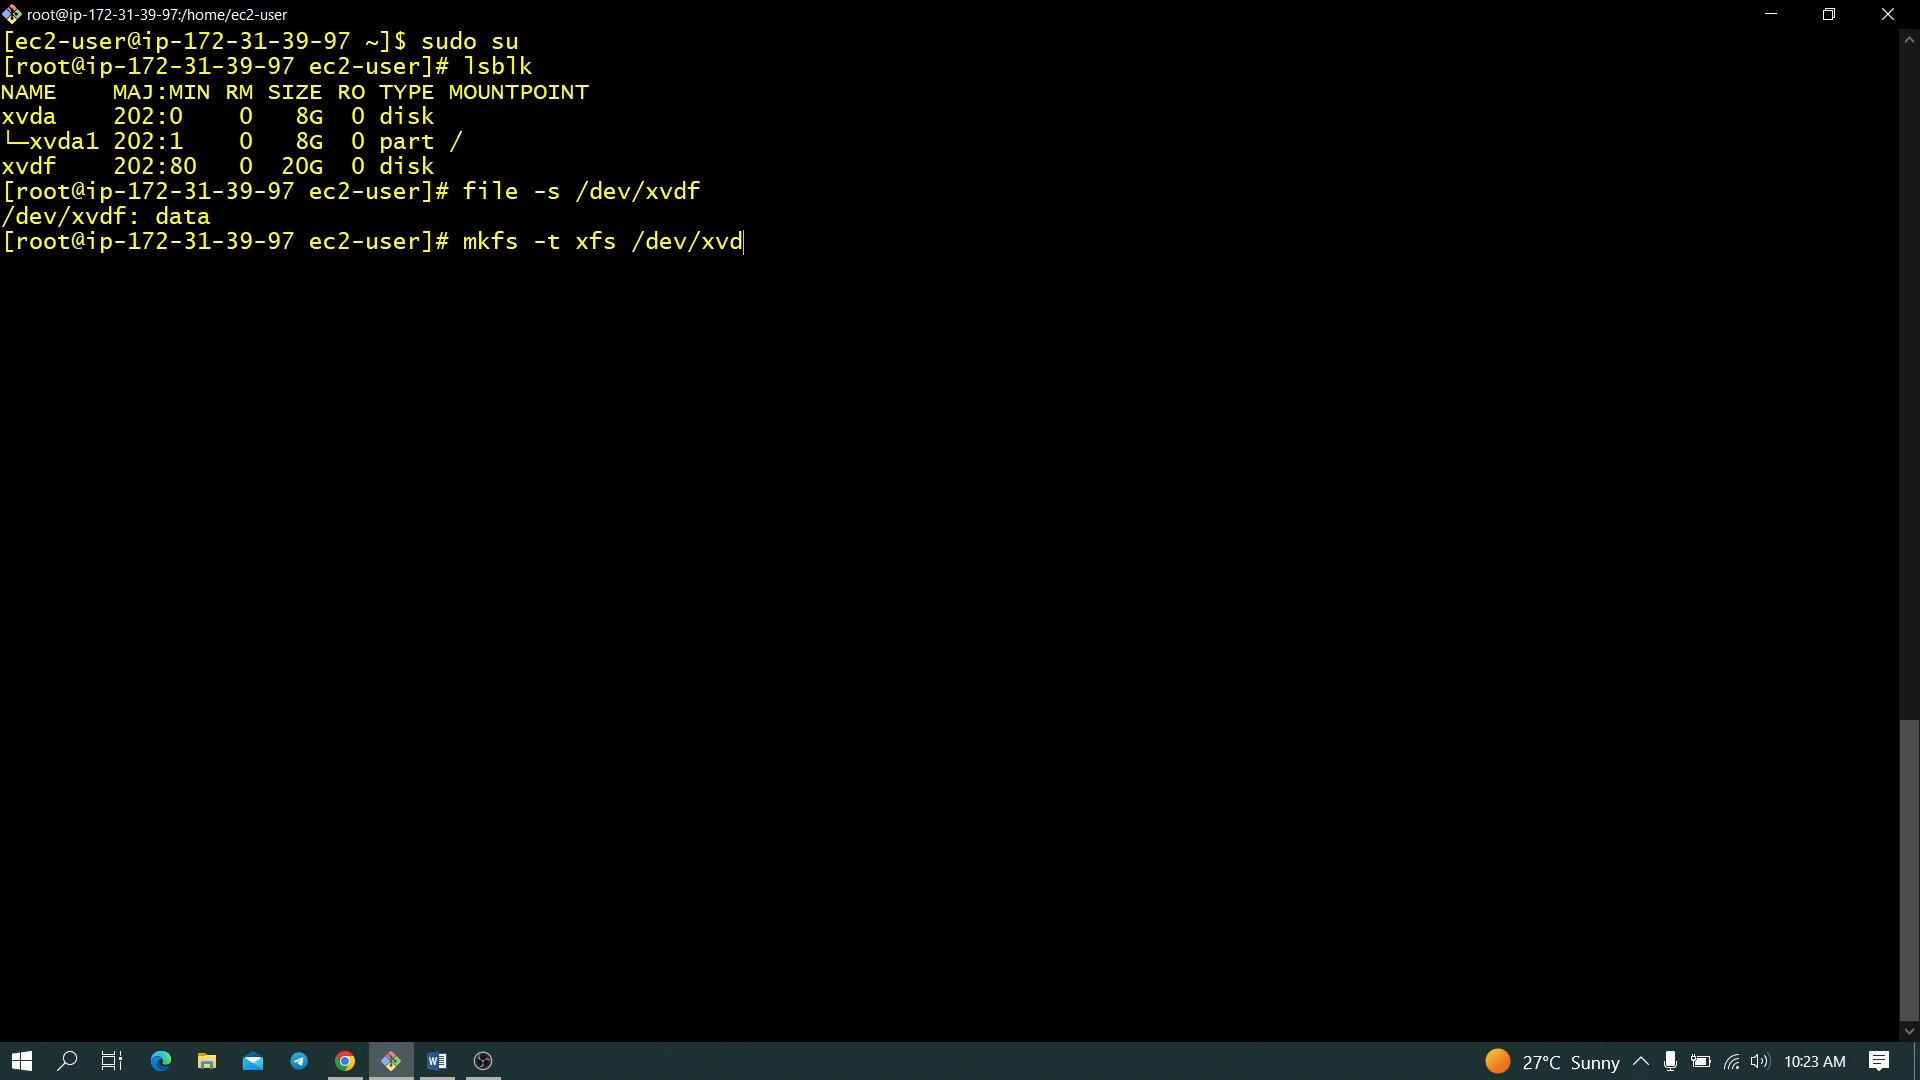 root@ip-172-31-39-97:/home/ec2-user
[ec2-user@ip-172-31-39-97 ~]$ sudo su
[root@ip-172-31-39-97 ec2-user]# lsblk
NAME    MAJ:MIN RM SIZE RO TYPE MOUNTPOINT
xvda    202:0    0   8G  0 disk
└─xvda1 202:1    0   8G  0 part /
xvdf    202:80   0  20G  0 disk
[root@ip-172-31-39-97 ec2-user]# file -s /dev/xvdf
/dev/xvdf: data
[root@ip-172-31-39-97 ec2-user]# mkfs -t xfs /dev/xvd
27°C Sunny
10:23 AM